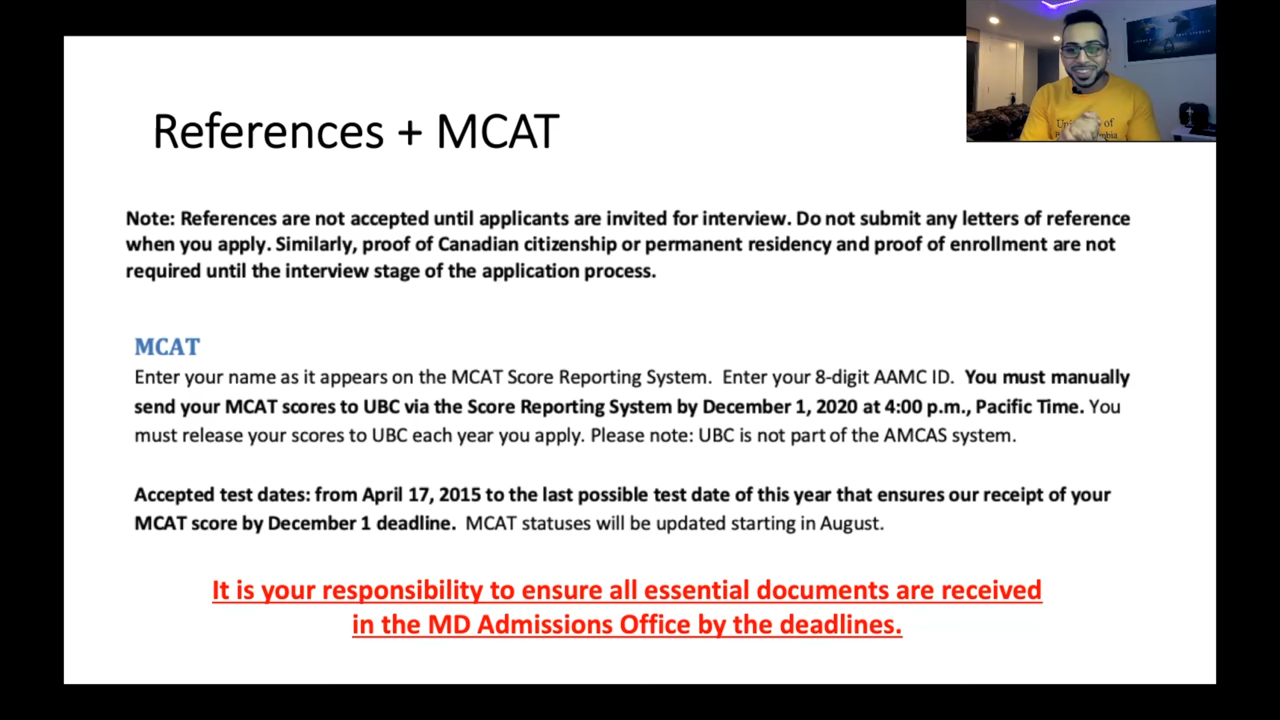 References + MCAT
Note: References are not accepted until applicants are invited for interview. Do not submit any letters of reference
when you apply. Similarly, proof of Canadian citizenship or permanent residency and proof of enrollment are not
required until the interview stage of the application process.
MCAT
Enter your name as it appears on the MCAT Score Reporting System.  Enter your 8-digit AAMC ID.  You must manually
send your MCAT scores to UBC via the Score Reporting System by December 1, 2020 at 4:00 p.m., Pacific Time. You
must release your scores to UBC each year you apply. Please note: UBC is not part of the AMCAS system.
Accepted test dates: from April 17, 2015 to the last possible test date of this year that ensures our receipt of your
MCAT score by December 1 deadline.  MCAT statuses will be updated starting in August.
It is your responsibility to ensure all essential documents are received
in the MD Admissions Office by the deadlines.